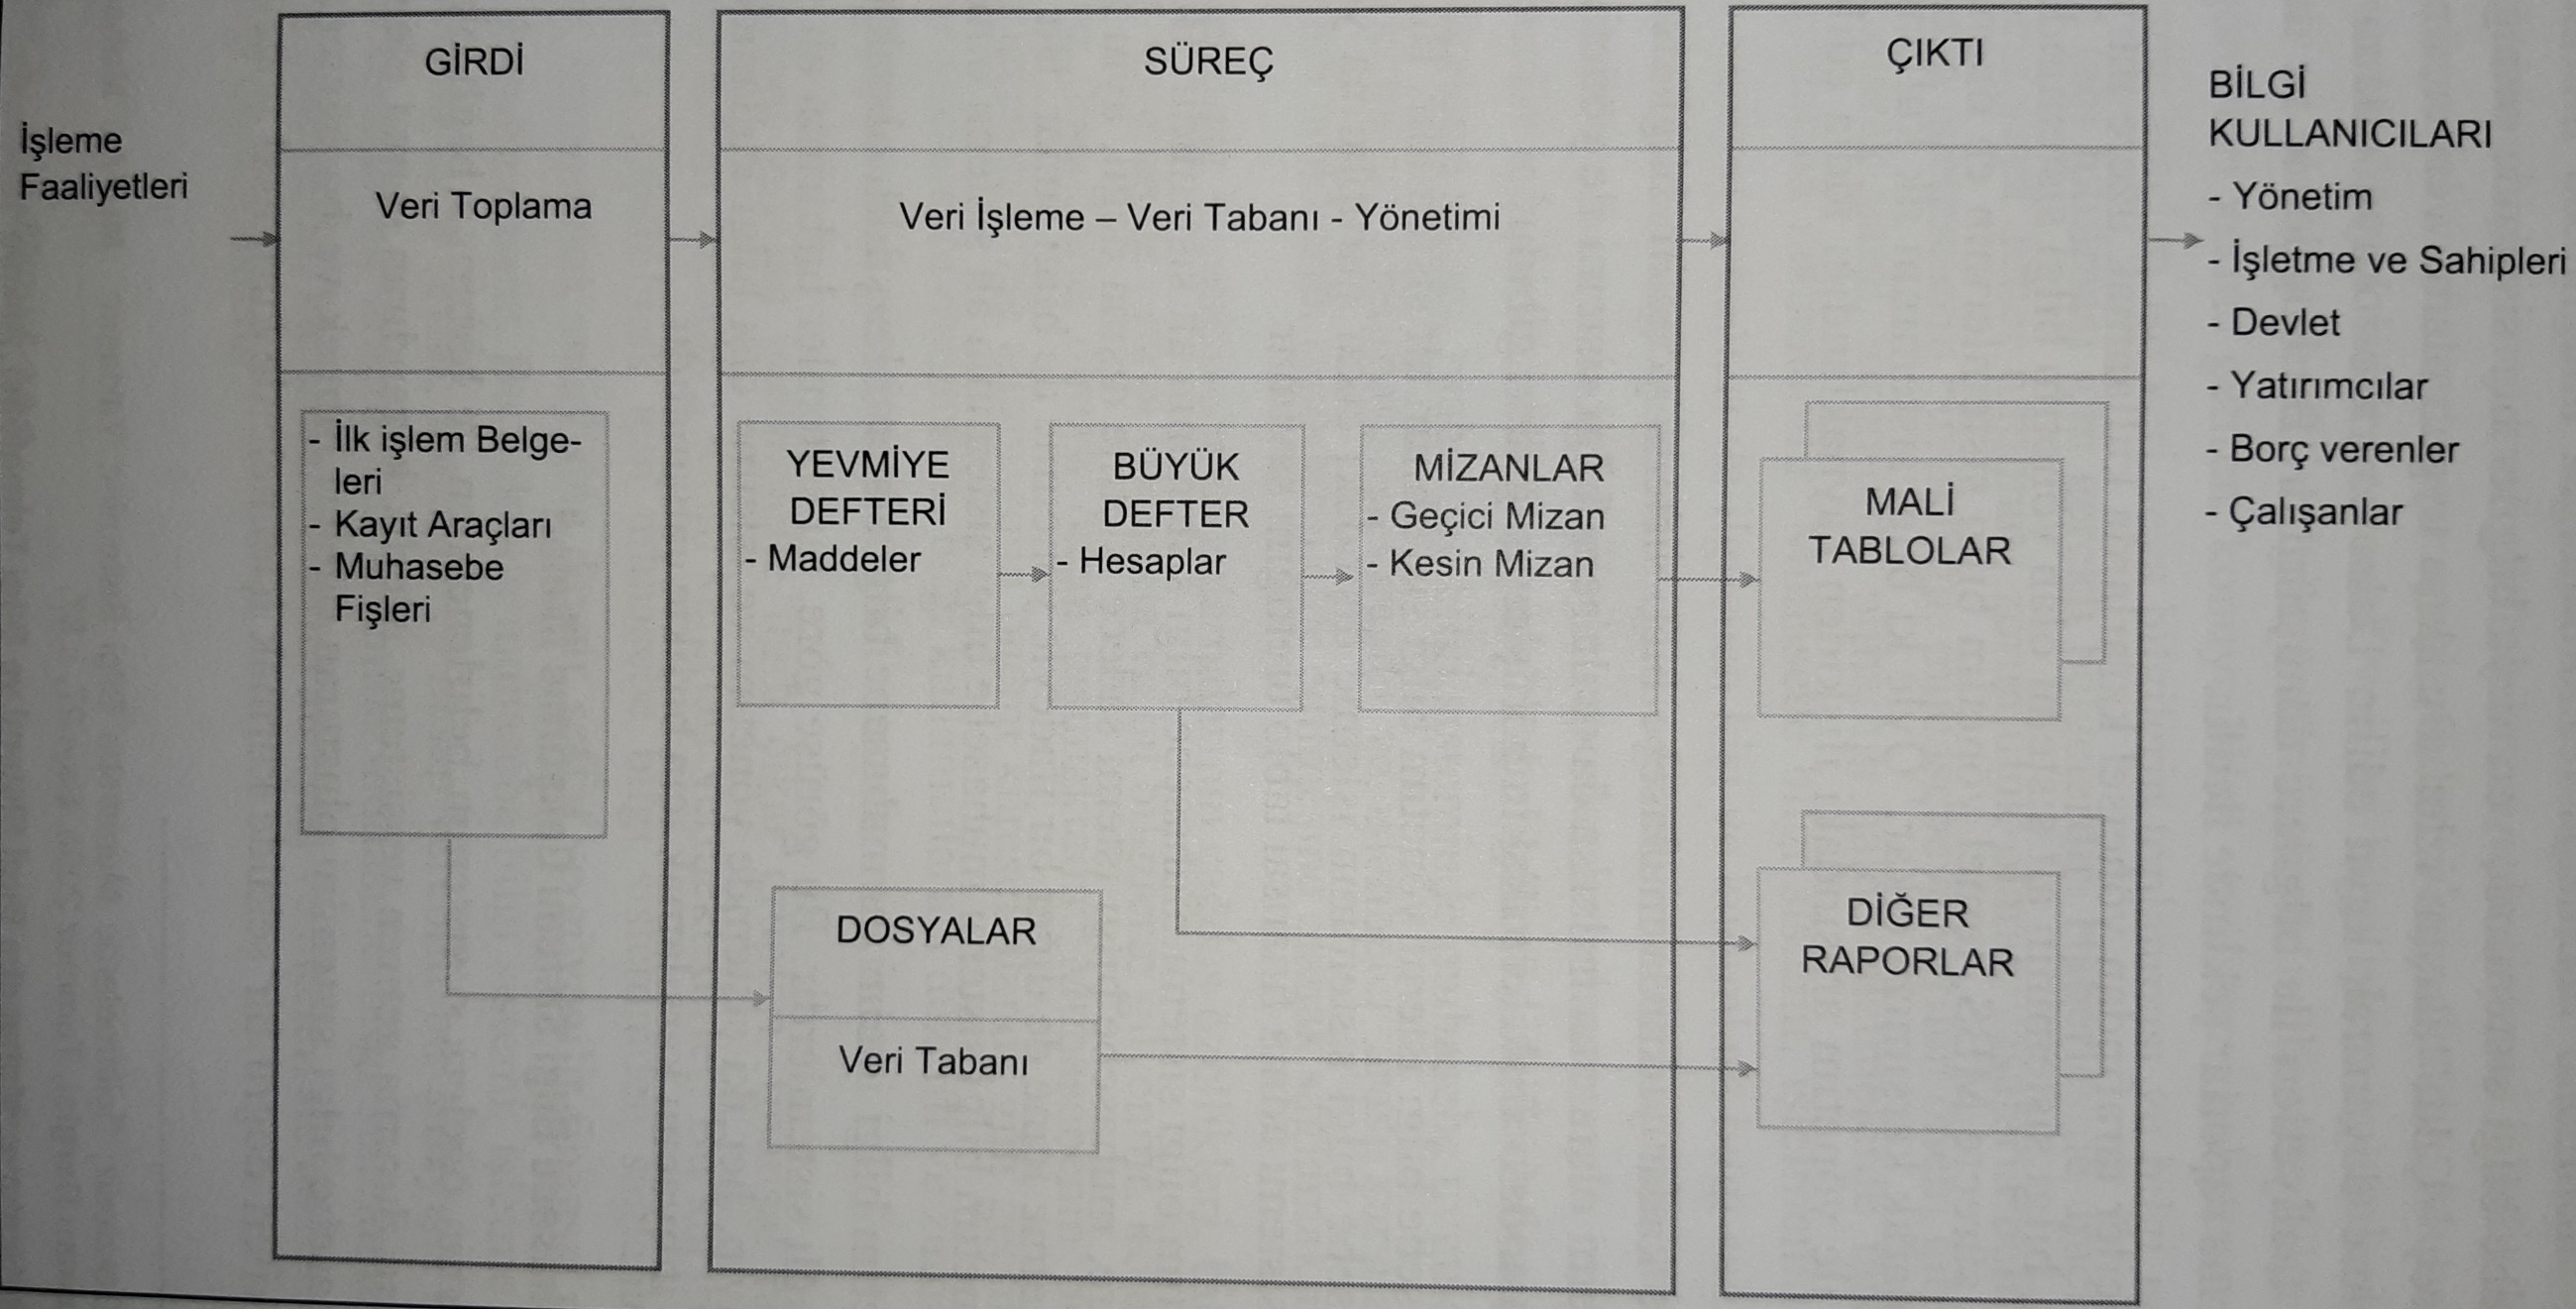 İşleme
Faaliyetleri
GİRDİ
Veri Toplama
- İlk işlem Belge-
leri
- Kayıt Araçları
- Muhasebe
Fişleri
SÜREÇ
Veri İşleme – Veri Tabanı - Yönetimi
YEVMİYE
DEFTERİ
- Maddeler
BÜYÜK
DEFTER
- Hesaplar
MİZANLAR
- Geçici Mizan
- Kesin Mizan
DOSYALAR
Veri Tabanı
ÇIKTI
MALİ
TABLOLAR
DİĞER
RAPORLAR
BİLGİ
KULLANICILARI
- Yönetim
- İşletme ve Sahipleri
- Devlet
- Yatırımcılar
- Borç verenler
- Çalışanlar